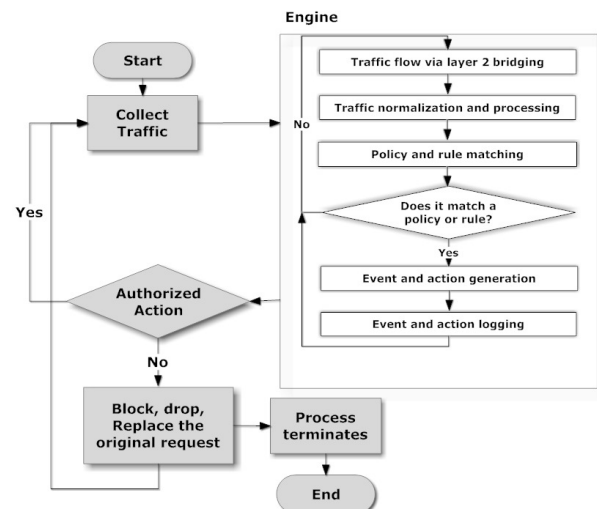 Engine
Start
Traffic flow via layer 2 bridging
Collect
Traffic
Traffic normalization and processing
No
Policy and rule matching
Does it match a
policy or rule?
Yes
Yes
Event and action generation
Authorized
Action
Event and action logging
No
Block, drop,
Replace the
original request
Process
terminates
End